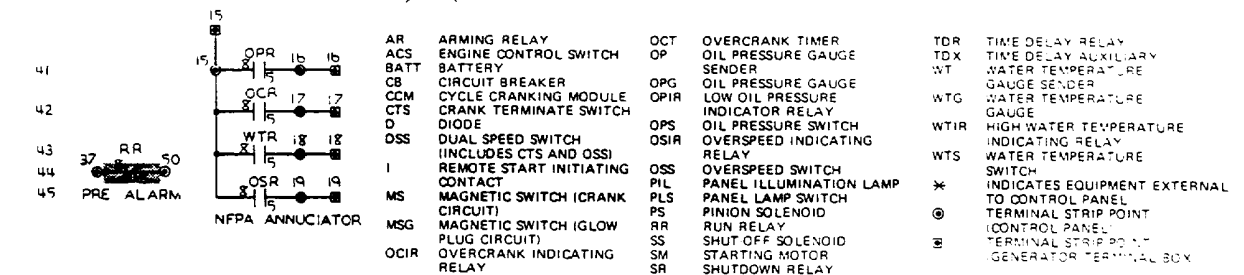 15
15 8 OPR 5 16 16
41
OCR
42 8 5 17 17
WTR
43 8 5 18 18
37 RR 50
44
OSR
45 8 5 19 19
PRE ALARM
NFPA ANNUCIATOR
AR ARMING RELAY
ACS ENGINE CONTROL SWITCH
BATT BATTERY
CB CIRCUIT BREAKER
CCM CYCLE CRANKING MODULE
CTS CRANK TERMINATE SWITCH
D DIODE
DSS DUAL SPEED SWITCH
(INCLUDES CTS AND OSS)
I REMOTE START INITIATING
CONTACT
MS MAGNETIC SWITCH (CRANK
CIRCUIT)
MSG MAGNETIC SWITCH (GLOW
PLUG CIRCUIT)
OCIR OVERCRANK INDICATING
RELAY
OCT OVERCRANK TIMER
OP OIL PRESSURE GAUGE
SENDER
OPG OIL PRESSURE GAUGE
OPIR LOW OIL PRESSURE
INDICATOR RELAY
OPS OIL PRESSURE SWITCH
OSIR OVERSPEED INDICATING
RELAY
OSS OVERSPEED SWITCH
PIL PANEL ILLUMINATION LAMP
PLS PANEL LAMP SWITCH
PS PINION SOLENOID
RR RUN RELAY
SS SHUT OFF SOLENOID
SM STARTING MOTOR
SR SHUTDOWN RELAY
TDR TIME DELAY RELAY
TDX TIME DELAY AUXILIARY
WT WATER TEMPERATURE
GAUGE SENDER
WTG WATER TEMPERATURE
GAUGE
WTIR HIGH WATER TEMPERATURE
INDICATING RELAY
WTS WATER TEMPERATURE
SWITCH
* INDICATES EQUIPMENT EXTERNAL
TO CONTROL PANEL
TERMINAL STRIP POINT
(CONTROL PANEL)
TERMINAL STRIP POINT
(GENERATOR TERMINAL BOX